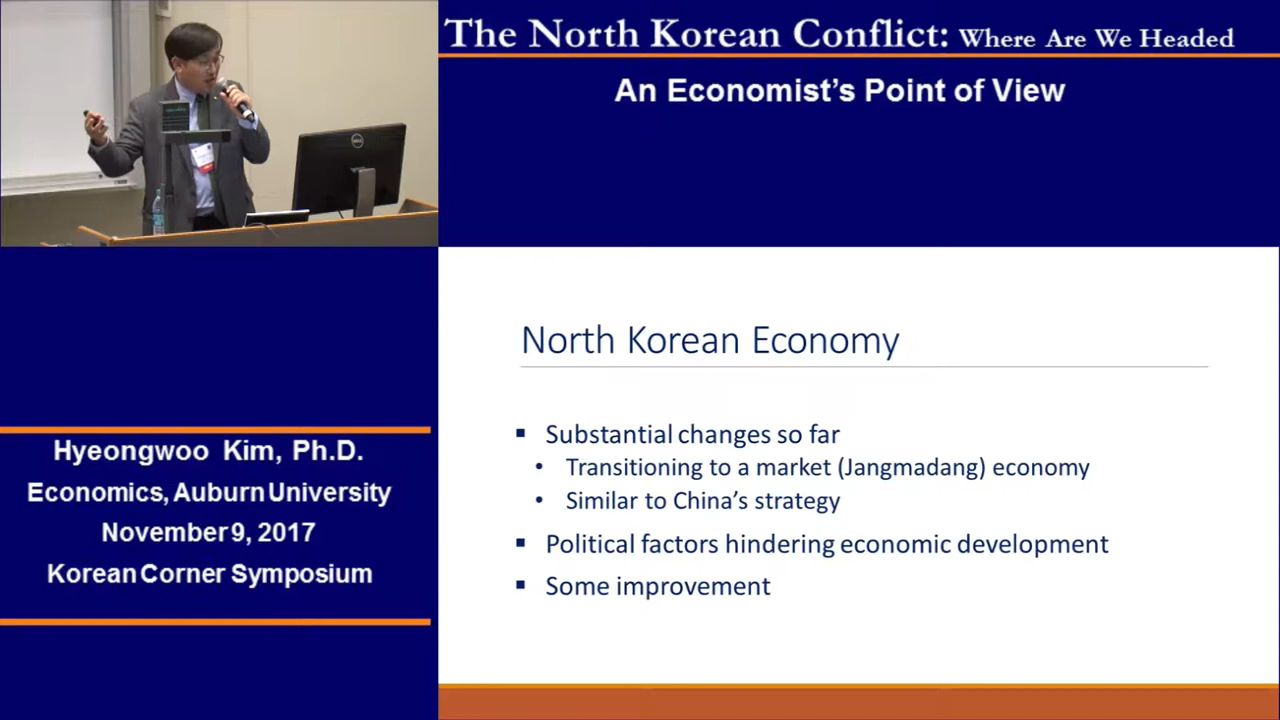 The North Korean Conflict: Where Are We Headed
An Economist's Point of View
DELL
North Korean Economy
Substantial changes so far
Transitioning to a market (Jangmadang) economy
Similar to China's strategy
Political factors hindering economic development
Some improvement
Hyeongwoo Kim, Ph.D.
Economics, Auburn University
November 9, 2017
Korean Corner Symposium